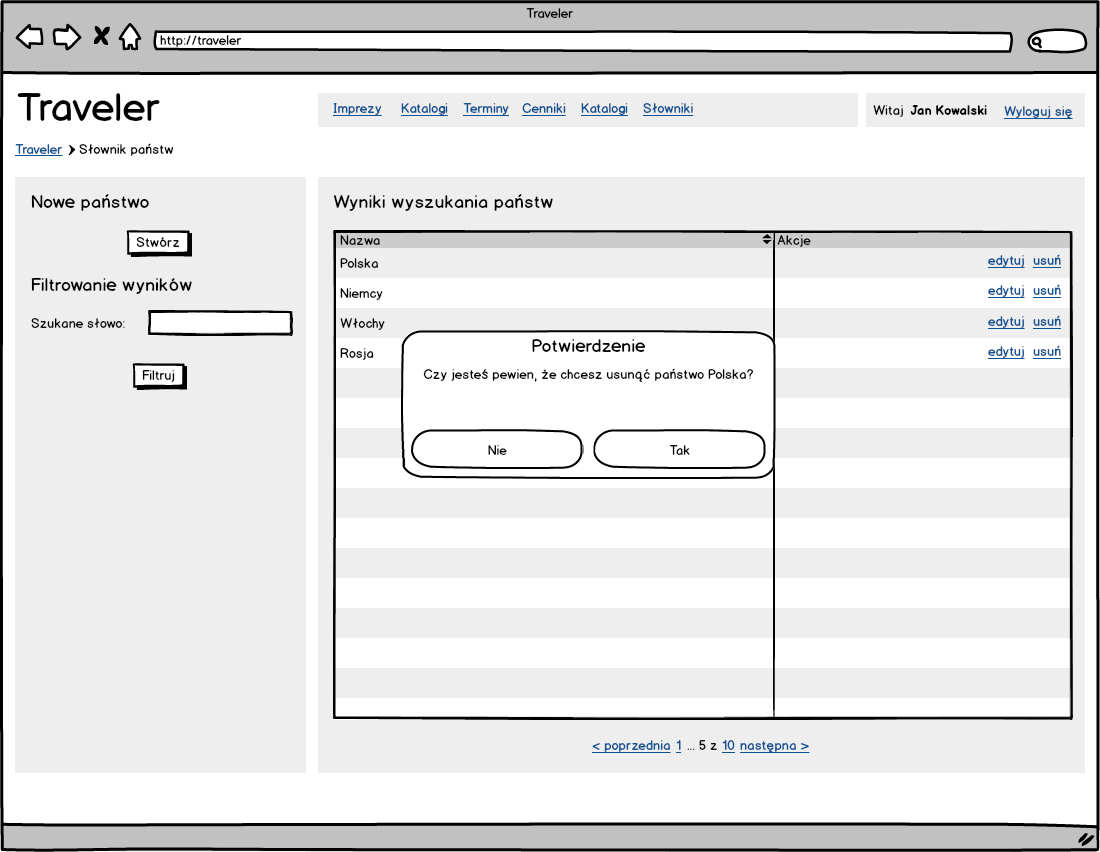 Traveler
http://traveler
Traveler
Imprezy Katalogi Terminy Cenniki Katalogi Słowniki
Witaj Jan Kowalski Wyloguj się
Traveler > Słownik państw
Nowe państwo
Stwórz
Filtrowanie wyników
Szukane słowo:
Filtruj
Wyniki wyszukania państw
Nazwa Akcje
Polska edytuj usuń
Niemcy edytuj usuń
Włochy edytuj usuń
Rosja edytuj usuń
Potwierdzenie
Czy jesteś pewien, że chcesz usunąć państwo Polska?
Nie Tak
< poprzednia 1 ... 5 z 10 następna >